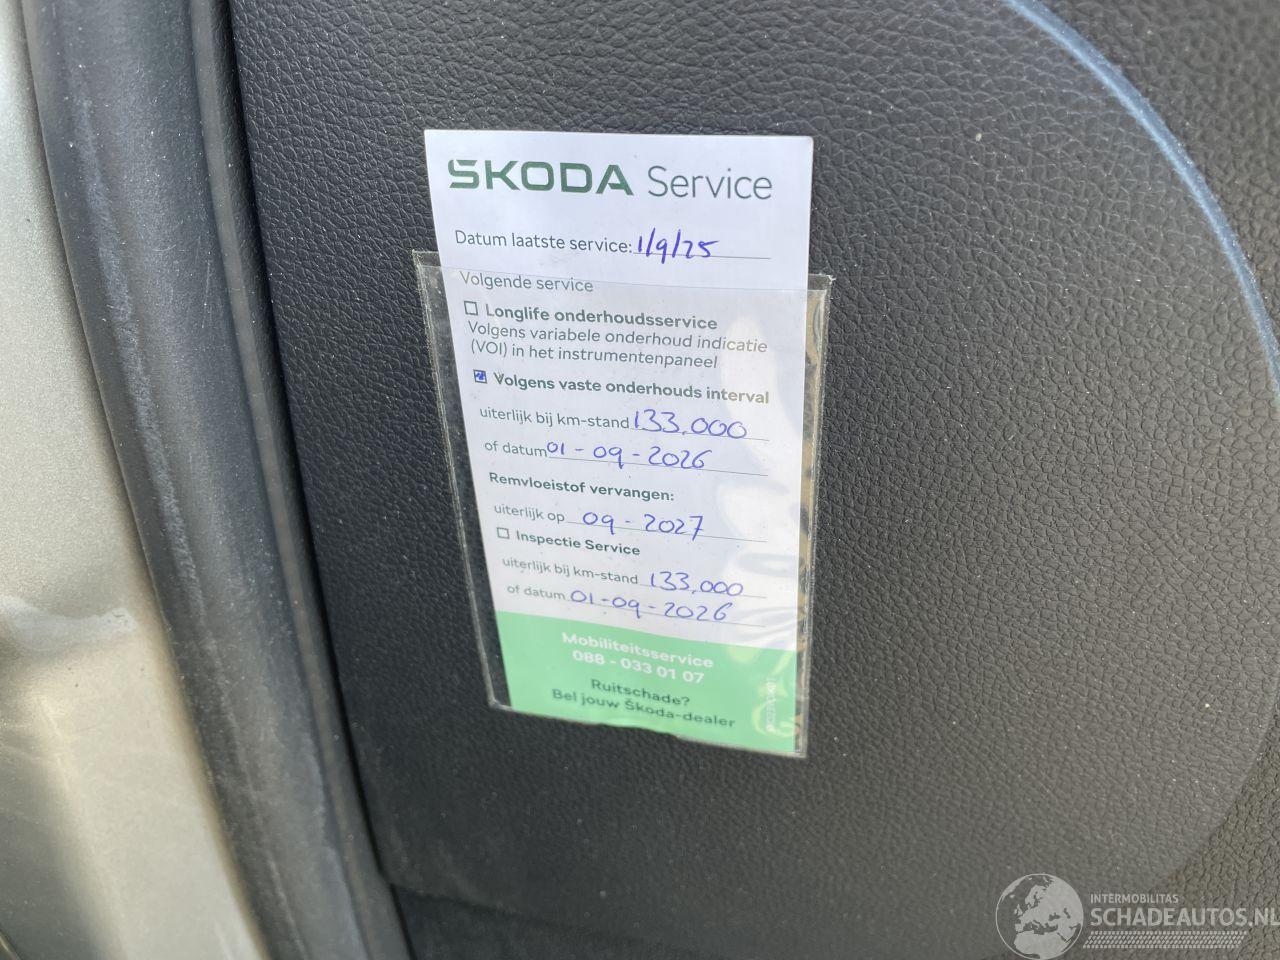 ŠKODA Service
Datum laatste service: 1/9/25
Volgende service
Longlife onderhoudsservice
Volgens variabele onderhoud indicatie
(VOI) in het instrumentenpaneel
Volgens vaste onderhouds interval
uiterlijk bij km-stand 133.000
of datum 01-09-2026
Remvloeistof vervangen:
uiterlijk op 09-2027
Inspectie Service
uiterlijk bij km-stand 133.000
of datum 01-09-2026
Mobiliteitsservice
088 - 033 01 07
Ruitschade?
Bel jouw Škoda-dealer
INTERMOBILITAS
SCHADEAUTOS.NL